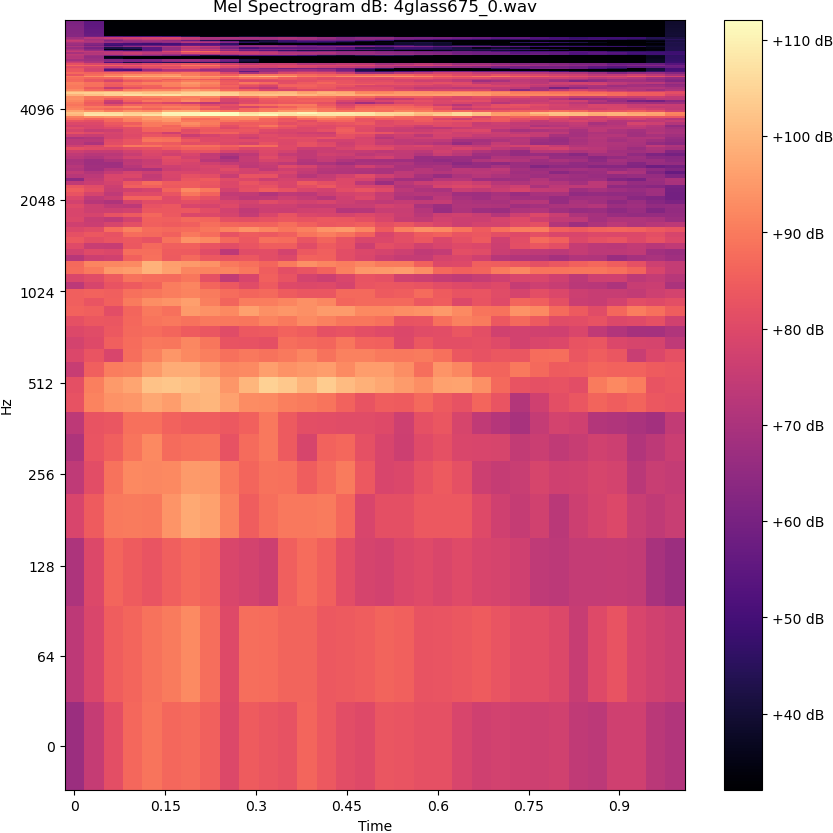 Mel Spectrogram dB: 4glass675_0.wav
4096
2048
1024
512
256
128
64
0
Hz
0
0.15
0.3
0.45
0.6
0.75
0.9
Time
+110 dB
+100 dB
+90 dB
+80 dB
+70 dB
+60 dB
+50 dB
+40 dB